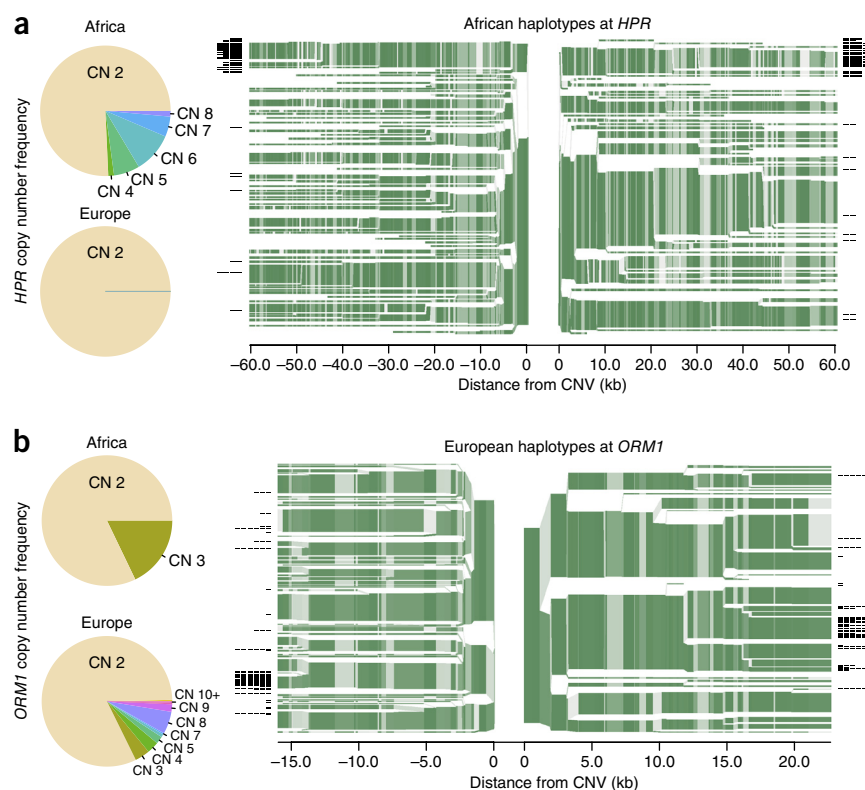 a
Africa
African haplotypes at HPR
HPR copy number frequency
CN 2
CN 8
CN 7
CN 6
CN 5
CN 4
Europe
CN 2
−60.0 −50.0 −40.0 −30.0 −20.0 −10.0 0 0 10.0 20.0 30.0 40.0 50.0 60.0
Distance from CNV (kb)
b
Africa
European haplotypes at ORM1
ORM1 copy number frequency
CN 2
CN 3
Europe
CN 2
CN 10+
CN 9
CN 8
CN 7
CN 5
CN 4
CN 3
−15.0 −10.0 −5.0 0 0 5.0 10.0 15.0 20.0
Distance from CNV (kb)